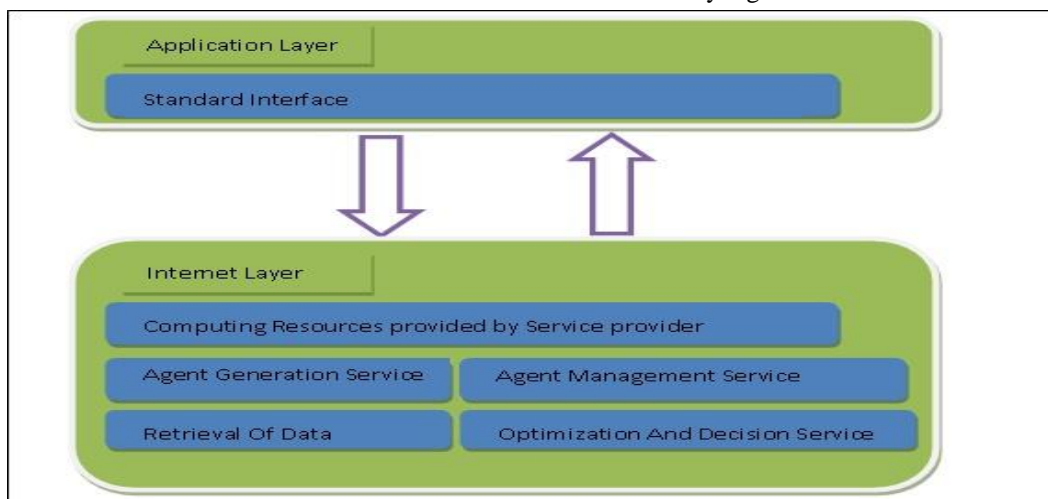 Application Layer
Standard Interface
Internet Layer
Computing Resources provided by Service provider
Agent Generation Service
Agent Management Service
Retrieval Of Data
Optimization And Decision Service